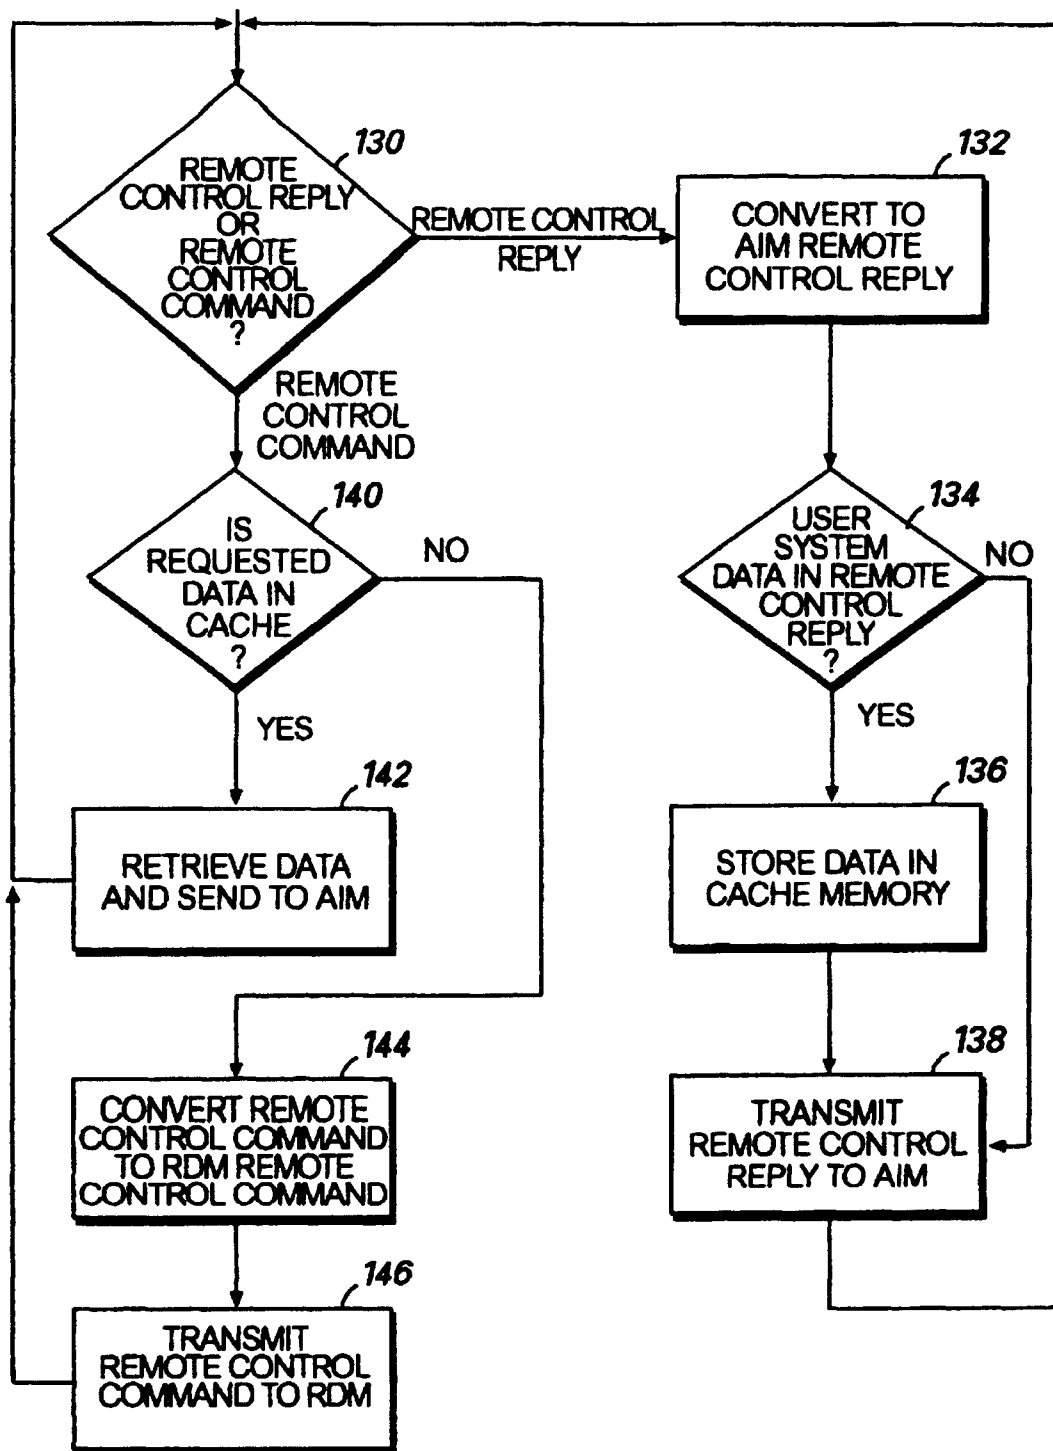 130
REMOTE
CONTROL REPLY
OR
REMOTE
CONTROL
COMMAND
?
REMOTE CONTROL
REPLY
132
CONVERT TO
AIM REMOTE
CONTROL REPLY
REMOTE
CONTROL
COMMAND
140
IS
REQUESTED
DATA IN
CACHE
?
NO
YES
134
USER
SYSTEM
DATA IN REMOTE
CONTROL
REPLY
?
NO
YES
142
RETRIEVE DATA
AND SEND TO AIM
136
STORE DATA IN
CACHE MEMORY
144
CONVERT REMOTE
CONTROL COMMAND
TO RDM REMOTE
CONTROL COMMAND
138
TRANSMIT
REMOTE CONTROL
REPLY TO AIM
146
TRANSMIT
REMOTE CONTROL
COMMAND TO RDM